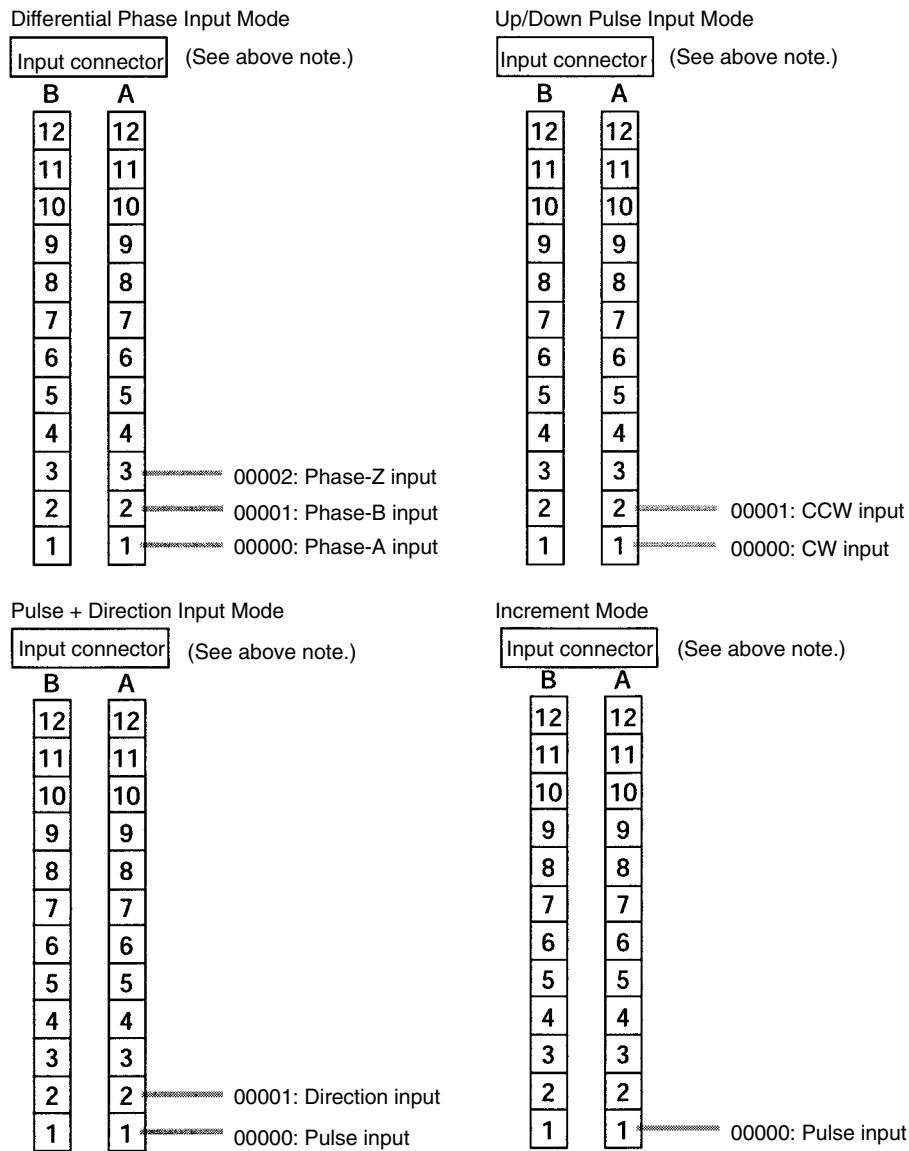 Differential Phase Input Mode
Input connector (See above note.)
B A
12 12
11 11
10 10
9 9
8 8
7 7
6 6
5 5
4 4
3 3 00002: Phase-Z input
2 2 00001: Phase-B input
1 1 00000: Phase-A input
Up/Down Pulse Input Mode
Input connector (See above note.)
B A
12 12
11 11
10 10
9 9
8 8
7 7
6 6
5 5
4 4
3 3
2 2 00001: CCW input
1 1 00000: CW input
Pulse + Direction Input Mode
Input connector (See above note.)
B A
12 12
11 11
10 10
9 9
8 8
7 7
6 6
5 5
4 4
3 3
2 2 00001: Direction input
1 1 00000: Pulse input
Increment Mode
Input connector (See above note.)
B A
12 12
11 11
10 10
9 9
8 8
7 7
6 6
5 5
4 4
3 3
2 2
1 1 00000: Pulse input